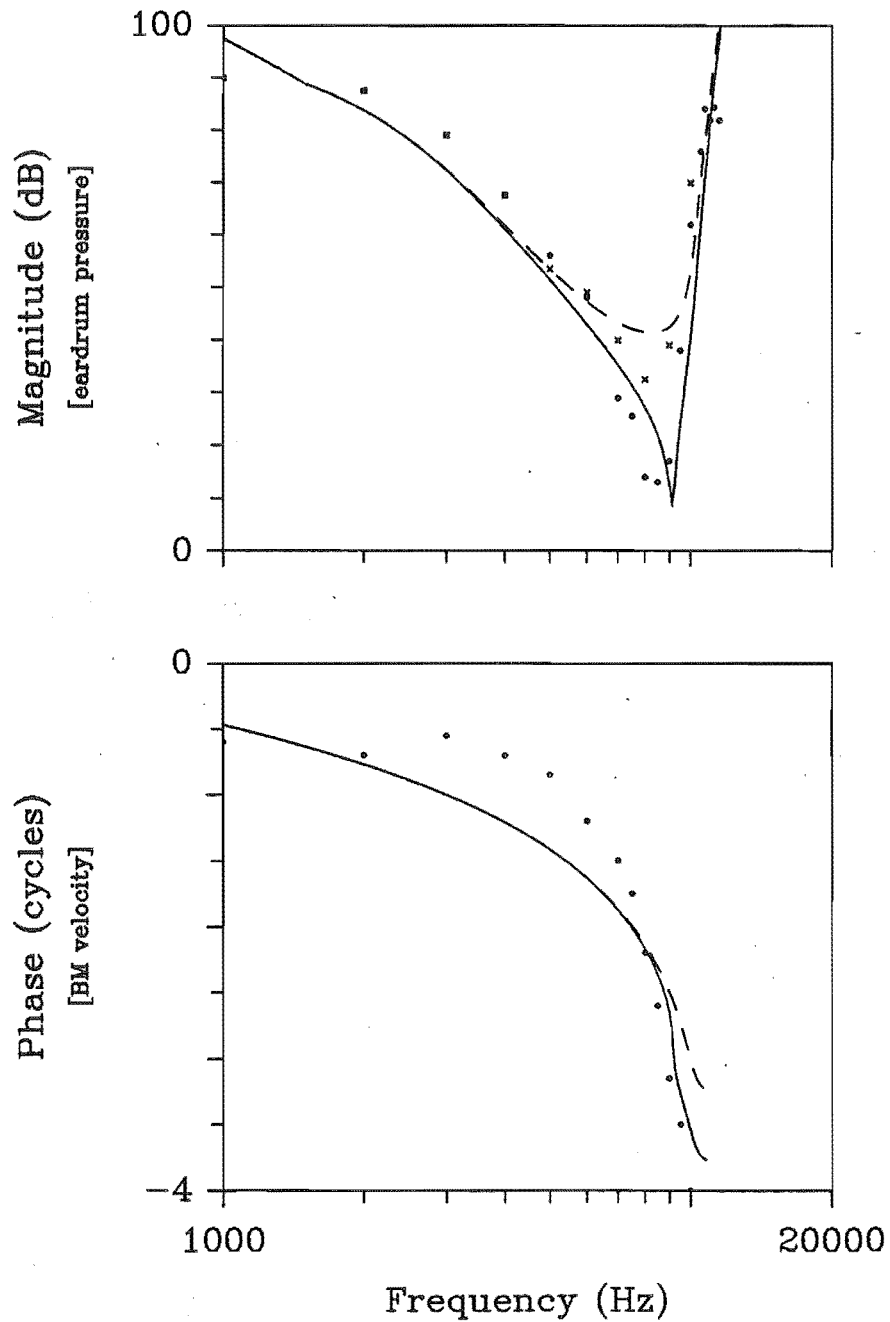 100
Magnitude (dB)
[eardrum pressure]
0
0
Phase (cycles)
[BM velocity]
-4
1000
20000
Frequency (Hz)